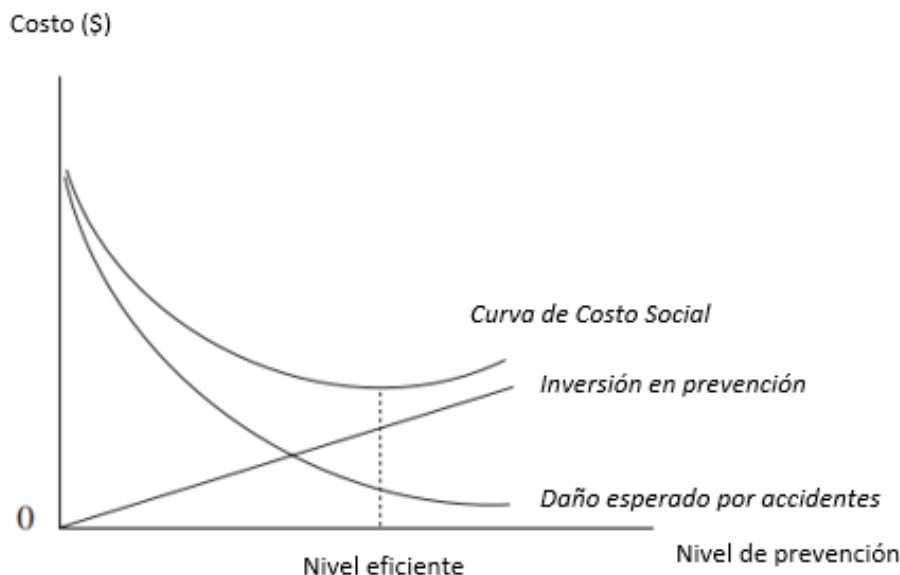 Costo ($)
Curva de Costo Social
Inversión en prevención
Daño esperado por accidentes
0
Nivel de prevención
Nivel eficiente